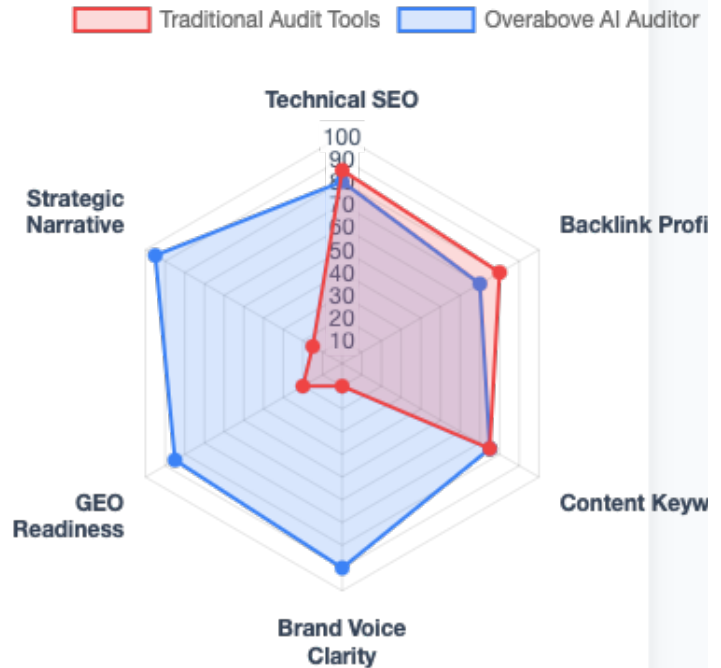 Traditional Audit Tools
Overabove AI Auditor
Technical SEO
100
90
80
70
60
50
40
30
20
10
Strategic
Narrative
Backlink Profi
GEO
Readiness
Content Keyw
Brand Voice
Clarity